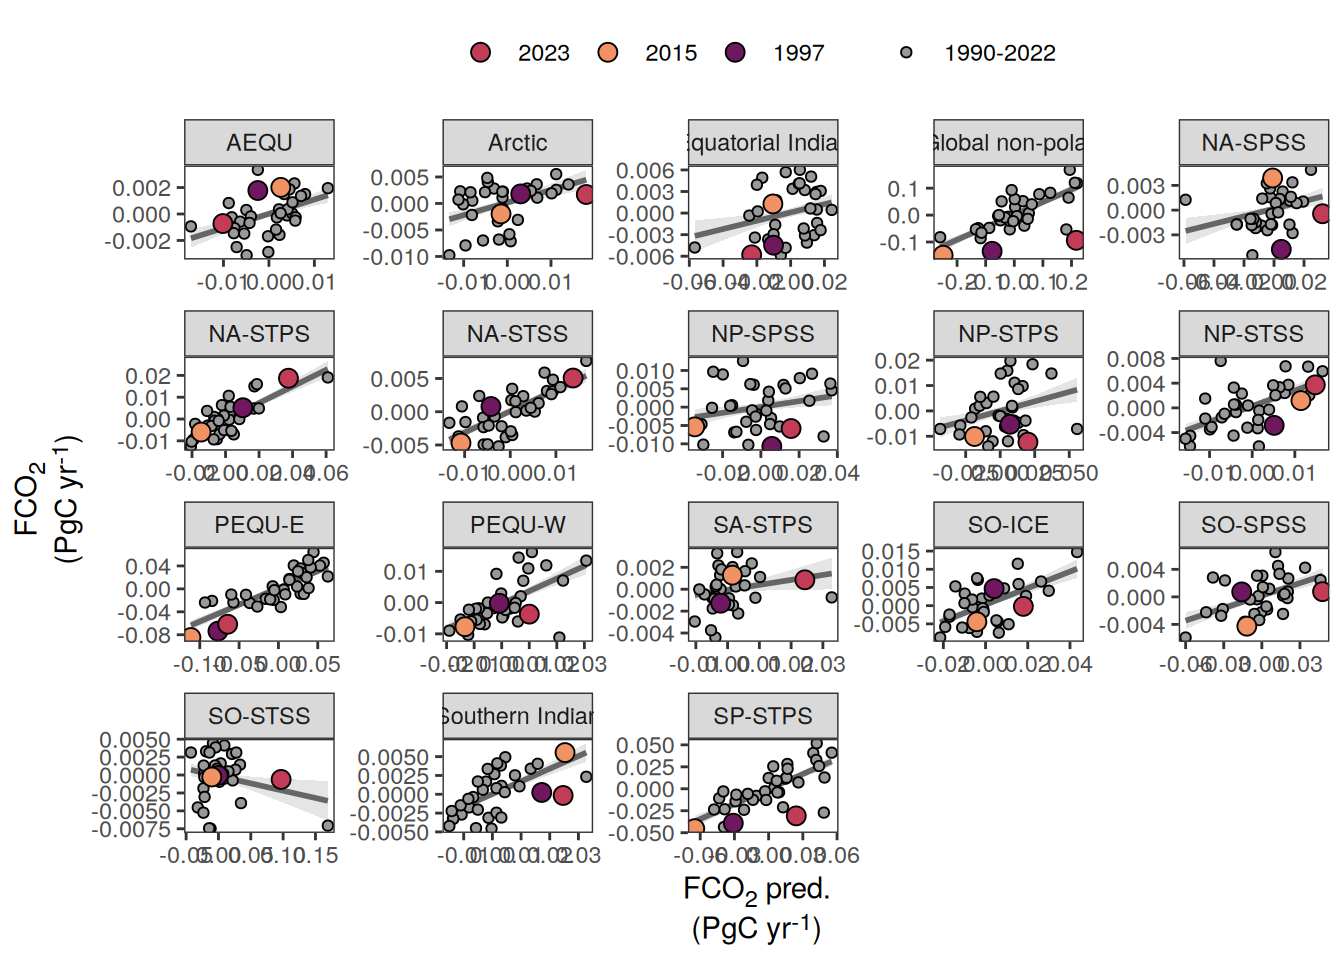 2023 2015 1997 1990-2022
AEQU Arctic quatorial India Global non-pola NA-SPSS
0.002 0.000 -0.002
0.005 0.000 -0.005 -0.010
0.006 0.003 0.000 -0.003 -0.006
0.1 0.0 -0.1
0.003 0.000 -0.003
NA-STPS NA-STSS NP-SPSS NP-STPS NP-STSS
0.02 0.01 0.00 -0.01
0.005 0.000 -0.005
0.010 0.005 0.000 -0.005 -0.010
0.02 0.01 0.00 -0.01
0.008 0.004 0.000 -0.004
FCO2
(PgC yr-1)
PEQU-E PEQU-W SA-STPS SO-ICE SO-SPSS
0.04 0.00 -0.04 -0.08
0.01 0.00 -0.01
0.002 0.000 -0.002 -0.004
0.015 0.010 0.005 0.000 -0.005
0.004 0.000 -0.004
SO-STSS Southern Indian SP-STPS
0.0050 0.0025 0.0000 -0.0025 -0.0050 -0.0075
0.0050 0.0025 0.0000 -0.0025 -0.0050
0.050 0.025 0.000 -0.025 -0.050
FCO2 pred.
(PgC yr-1)